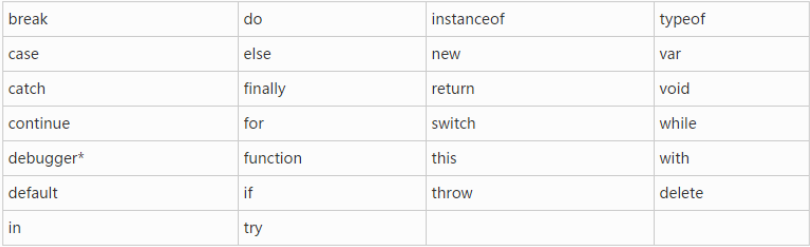 break do instanceof typeof
case else new var
catch finally return void
continue for switch while
debugger* function this with
default if throw delete
in try